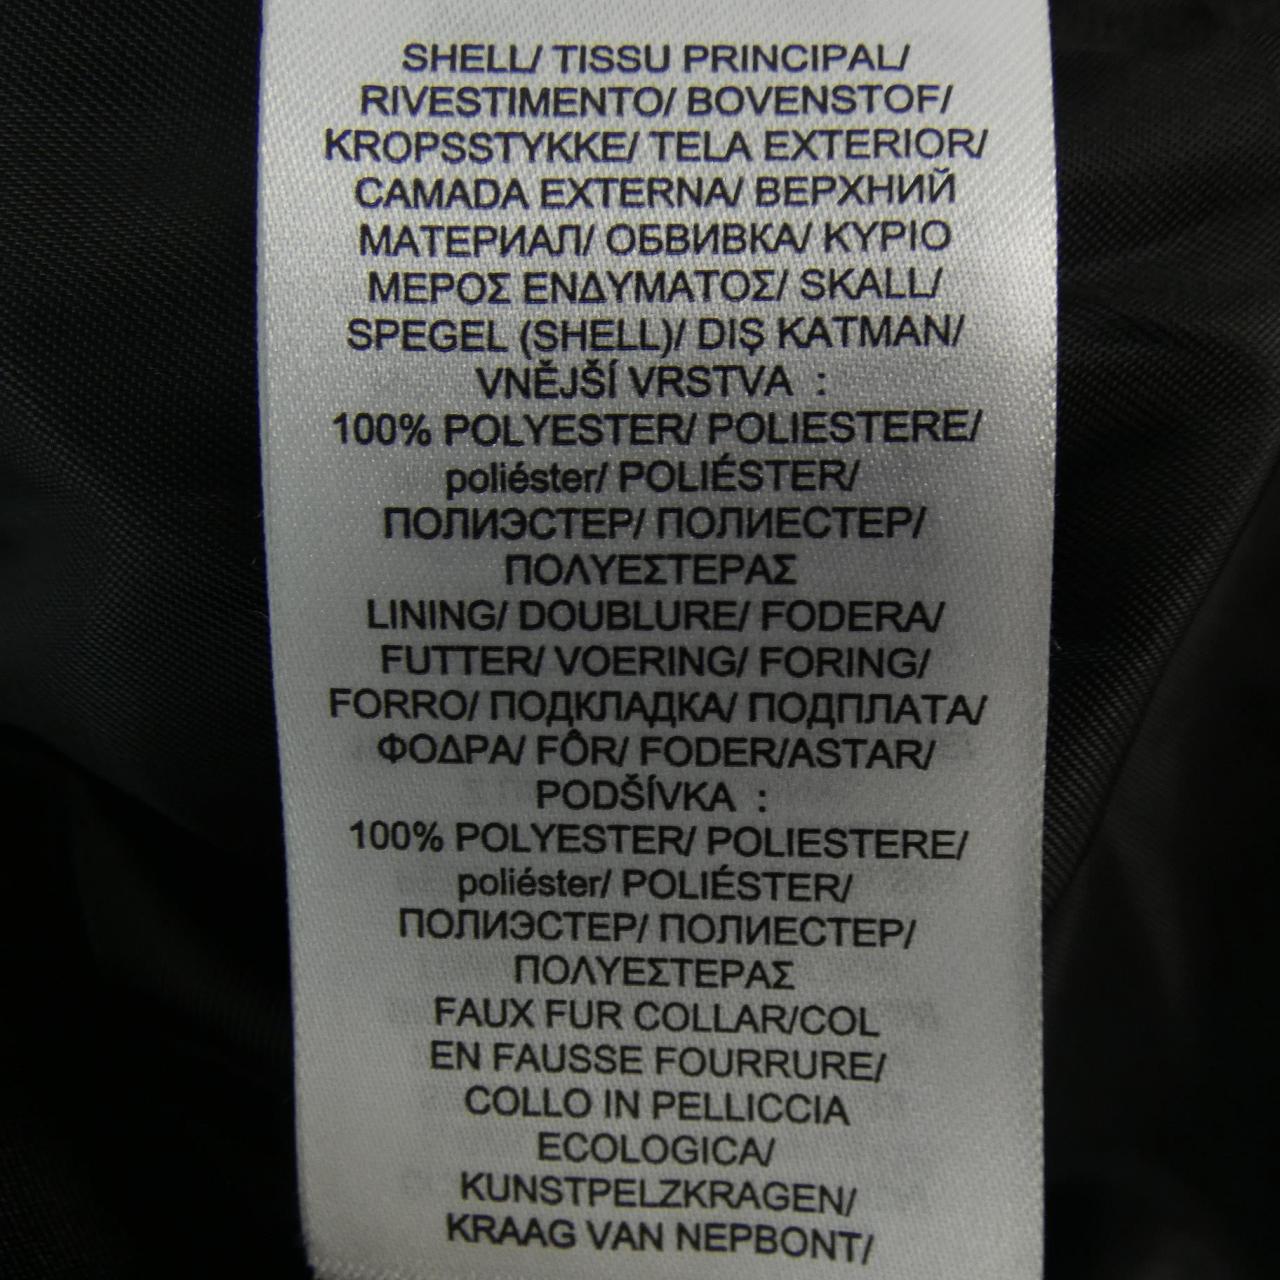 SHELL/ TISSU PRINCIPAL/
RIVESTIMENTO/ BOVENSTOF/
KROPSSTYKKE/ TELA EXTERIOR/
CAMADA EXTERNA/ ВЕРХНИЙ
МАТЕРИАЛ/ ОБВИВКА/ ΚΥΡΙΟ
ΜΕΡΟΣ ΕΝΔΥΜΑΤΟΣ/ SKALL/
SPEGEL (SHELL)/ DIŞ KATMAN/
VNĚJŠÍ VRSTVA :
100% POLYESTER/ POLIESTERE/
poliéster/ POLIÉSTER/
ПОЛИЭСТЕР/ ПОЛИЕСТЕР/
ΠΟΛΥΕΣΤΕΡΑΣ
LINING/ DOUBLURE/ FODERA/
FUTTER/ VOERING/ FORING/
FORRO/ ПОДКЛАДКА/ ПОДПЛАТА/
ΦΟΔΡΑ/ FÔR/ FODER/ASTAR/
PODŠÍVKA :
100% POLYESTER/ POLIESTERE/
poliéster/ POLIÉSTER/
ПОЛИЭСТЕР/ ПОЛИЕСТЕР/
ΠΟΛΥΕΣΤΕΡΑΣ
FAUX FUR COLLAR/COL
EN FAUSSE FOURRURE/
COLLO IN PELLICCIA
ECOLOGICA/
KUNSTPELZKRAGEN/
KRAAG VAN NEPBONT/